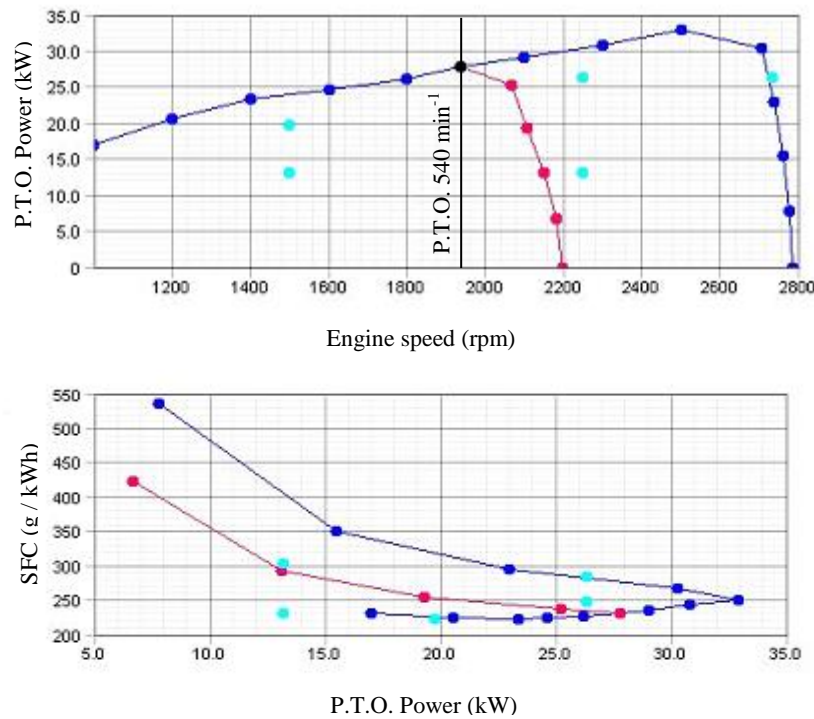 35.0
30.0
25.0
20.0
15.0
10.0
5.0
0
P.T.O. Power (kW)
P.T.O. 540 min⁻¹
1200 1400 1600 1800 2000 2200 2400 2600 2800
Engine speed (rpm)
550
500
450
400
350
300
250
200
SFC (g / kWh)
5.0 10.0 15.0 20.0 25.0 30.0 35.0
P.T.O. Power (kW)